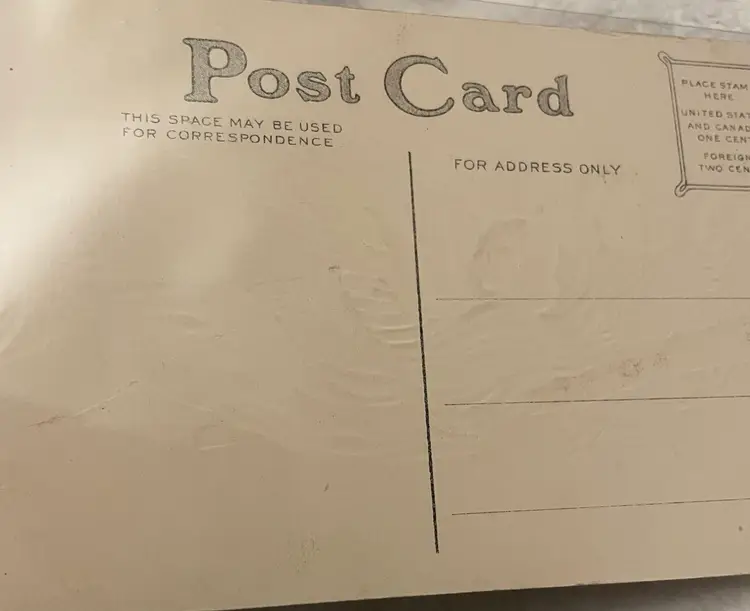 Post Card
THIS SPACE MAY BE USED
FOR CORRESPONDENCE
FOR ADDRESS ONLY
PLACE STAM
HERE
UNITED STAT
AND CANAD
ONE CENT
FOREIGN
TWO CEN